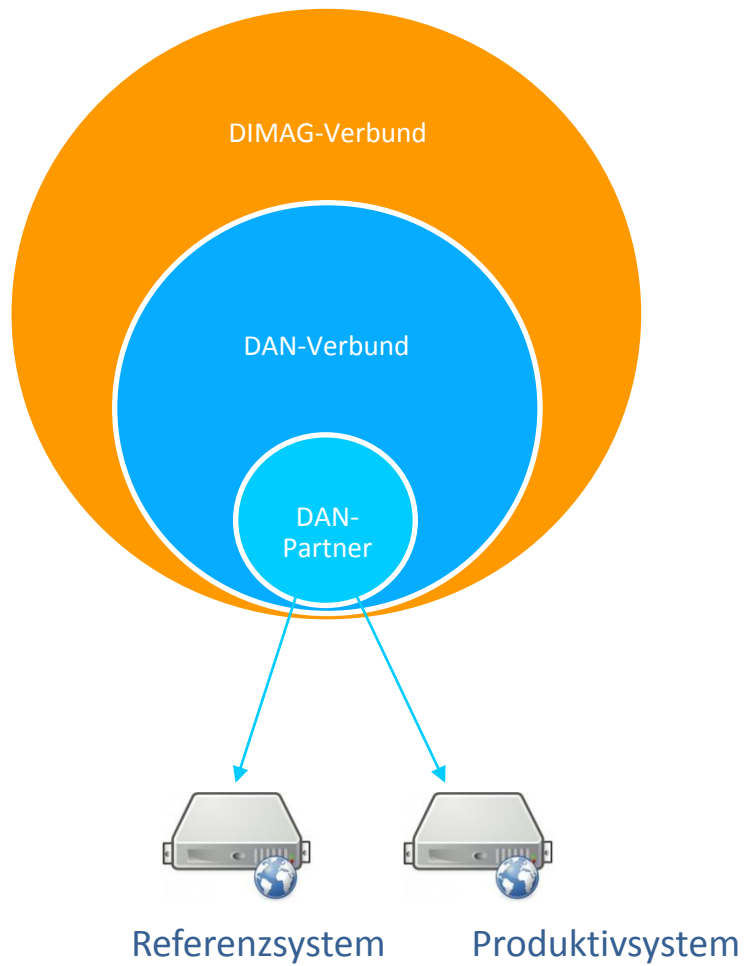 DIMAG-Verbund
DAN-Verbund
DAN-
Partner
Referenzsystem
Produktivsystem